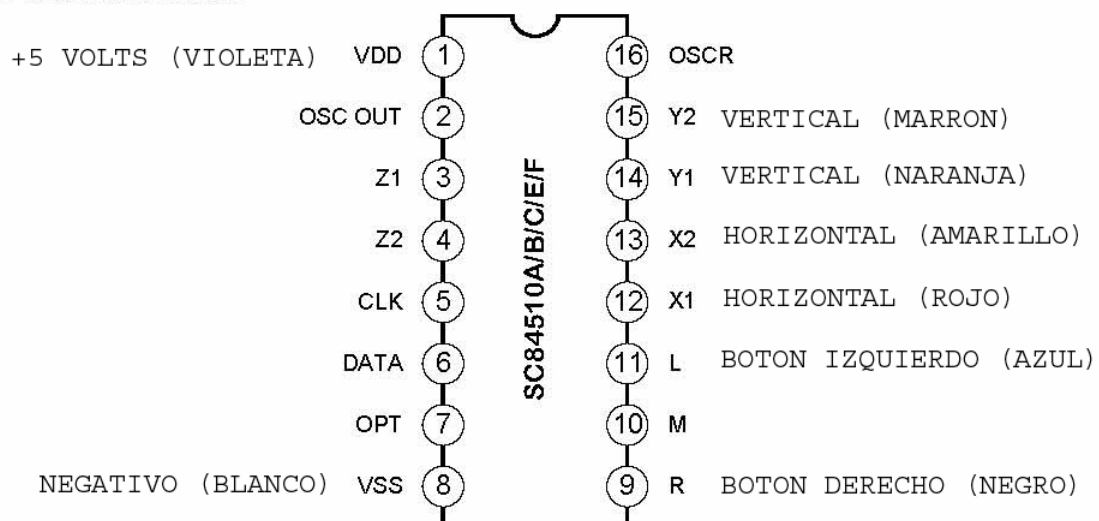 +5 VOLTS (VIOLETA) VDD 1 16 OSCR
OSC OUT 2 15 Y2 VERTICAL (MARRON)
Z1 3 14 Y1 VERTICAL (NARANJA)
Z2 4 13 X2 HORIZONTAL (AMARILLO)
CLK 5 12 X1 HORIZONTAL (ROJO)
DATA 6 11 L BOTON IZQUIERDO (AZUL)
OPT 7 10 M
NEGATIVO (BLANCO) VSS 8 9 R BOTON DERECHO (NEGRO)
SC84510A/B/C/E/F